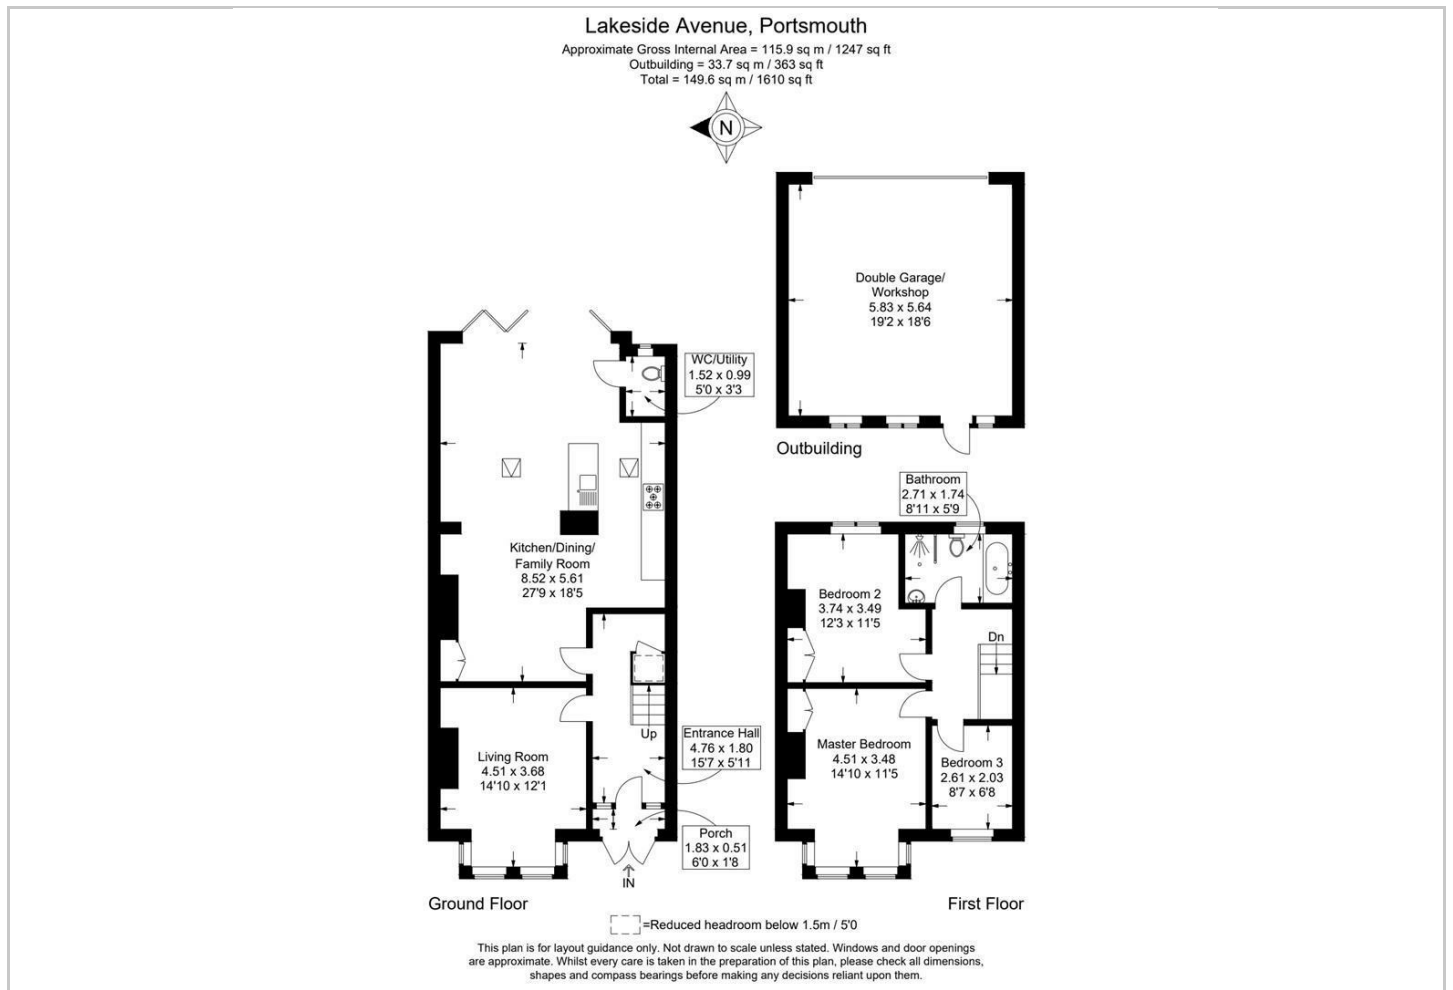 Lakeside Avenue, Portsmouth
Approximate Gross Internal Area = 115.9 sq m / 1247 sq ft
Outbuilding = 33.7 sq m / 363 sq ft
Total = 149.6 sq m / 1610 sq ft
N
Double Garage/
Workshop
5.83 x 5.64
19'2 x 18'6
Outbuilding
WC/Utility
1.52 x 0.99
5'0 x 3'3
Kitchen/Dining/
Family Room
8.52 x 5.61
27'9 x 18'5
Up
Entrance Hall
4.76 x 1.80
15'7 x 5'11
Living Room
4.51 x 3.68
14'10 x 12'1
Porch
1.83 x 0.51
6'0 x 1'8
IN
Ground Floor
Bathroom
2.71 x 1.74
8'11 x 5'9
Bedroom 2
3.74 x 3.49
12'3 x 11'5
Dn
Master Bedroom
4.51 x 3.48
14'10 x 11'5
Bedroom 3
2.61 x 2.03
8'7 x 6'8
First Floor
=Reduced headroom below 1.5m / 5'0
This plan is for layout guidance only. Not drawn to scale unless stated. Windows and door openings
are approximate. Whilst every care is taken in the preparation of this plan, please check all dimensions,
shapes and compass bearings before making any decisions reliant upon them.